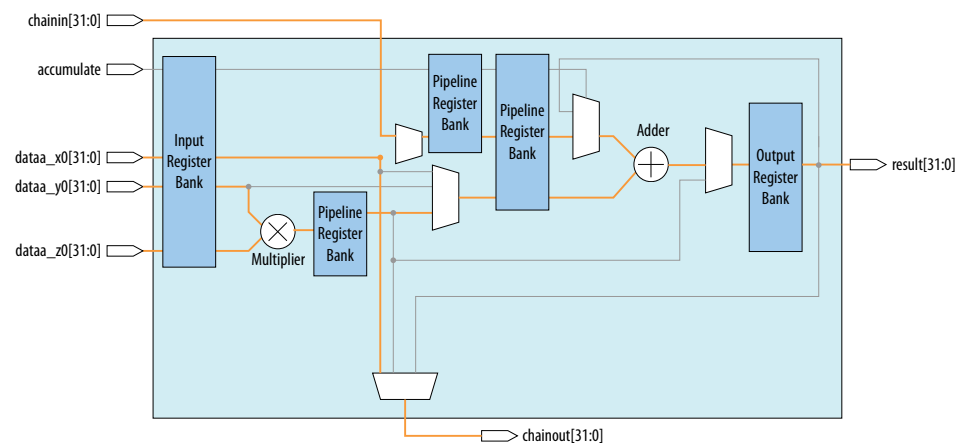 chainin[31:0]
accumulate
dataa_x0[31:0]
dataa_y0[31:0]
dataa_z0[31:0]
Input
Register
Bank
Multiplier
Pipeline
Register
Bank
Pipeline
Register
Bank
Pipeline
Register
Bank
Adder
Output
Register
Bank
result[31:0]
chainout[31:0]